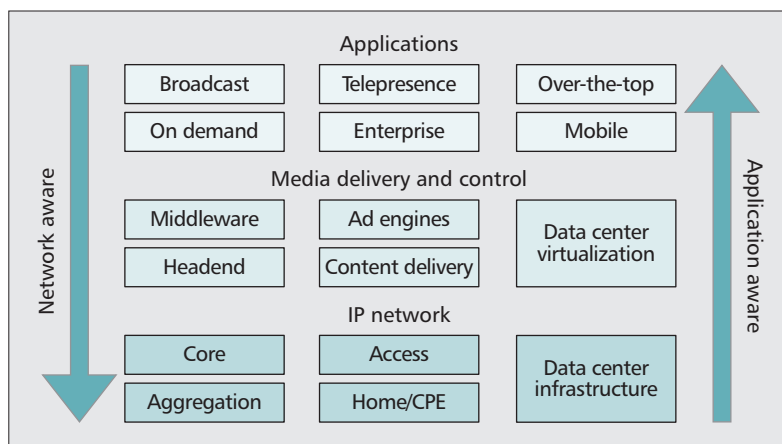 Applications
Broadcast
Telepresence
Over-the-top
On demand
Enterprise
Mobile
Media delivery and control
Middleware
Ad engines
Data center
virtualization
Headend
Content delivery
IP network
Core
Access
Data center
infrastructure
Aggregation
Home/CPE
Network aware
Application aware